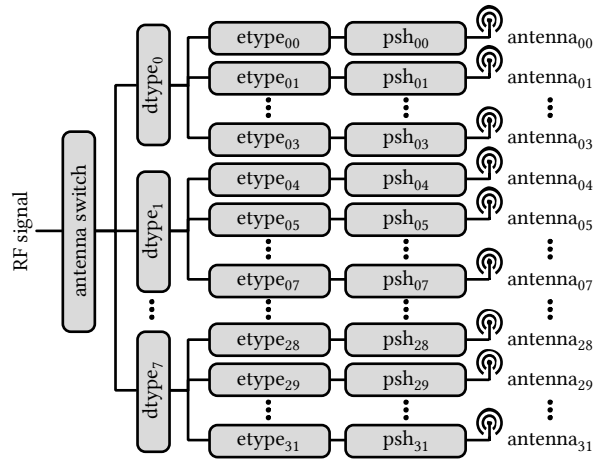 RF signal
antenna switch
dtype₀
etype₀₀ psh₀₀ antenna₀₀
etype₀₁ psh₀₁ antenna₀₁
etype₀₃ psh₀₃ antenna₀₃
dtype₁
etype₀₄ psh₀₄ antenna₀₄
etype₀₅ psh₀₅ antenna₀₅
etype₀₇ psh₀₇ antenna₀₇
dtype₇
etype₂₈ psh₂₈ antenna₂₈
etype₂₉ psh₂₉ antenna₂₉
etype₃₁ psh₃₁ antenna₃₁